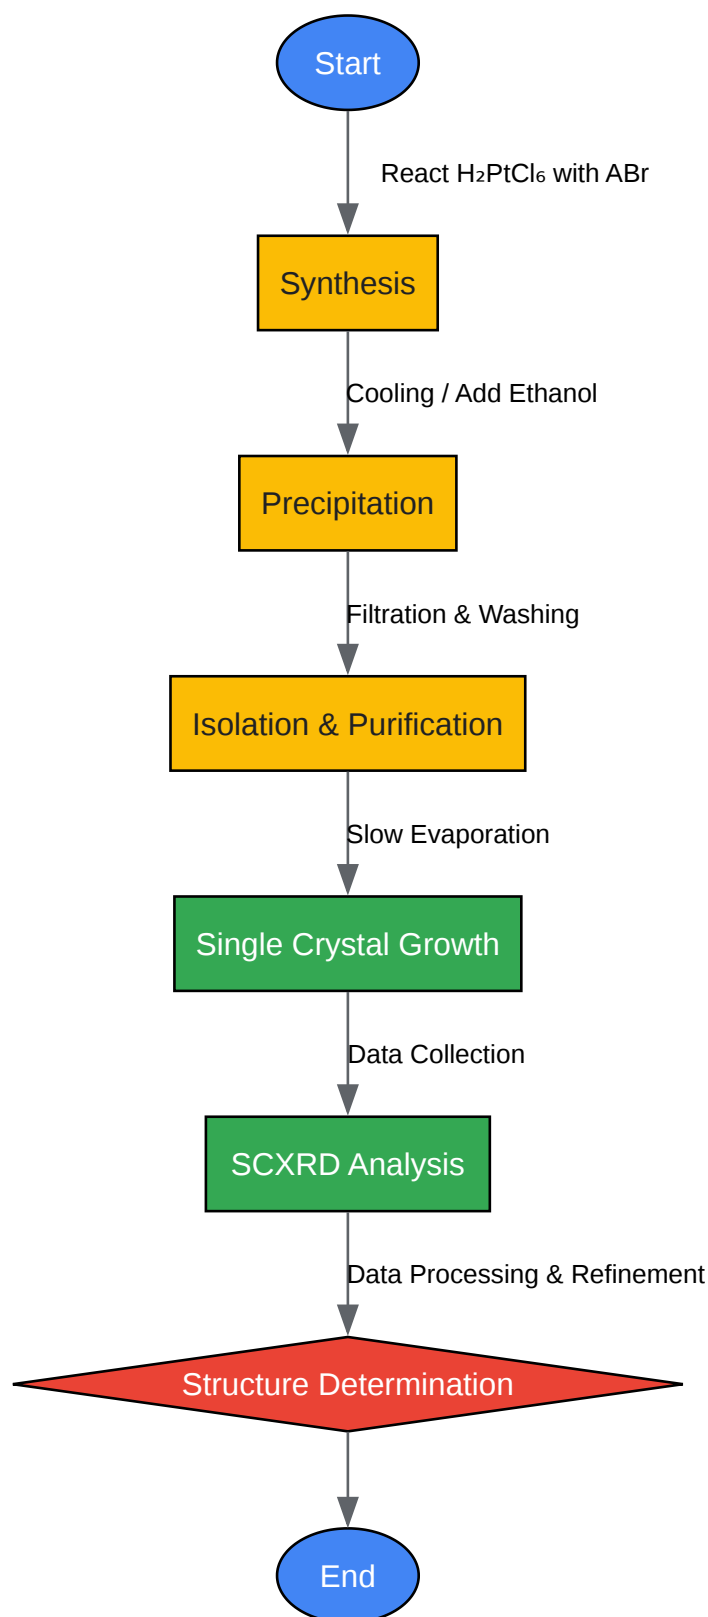 Start
React H₂PtCl₆ with ABr
Synthesis
Cooling / Add Ethanol
Precipitation
Filtration & Washing
Isolation & Purification
Slow Evaporation
Single Crystal Growth
Data Collection
SCXRD Analysis
Data Processing & Refinement
Structure Determination
End